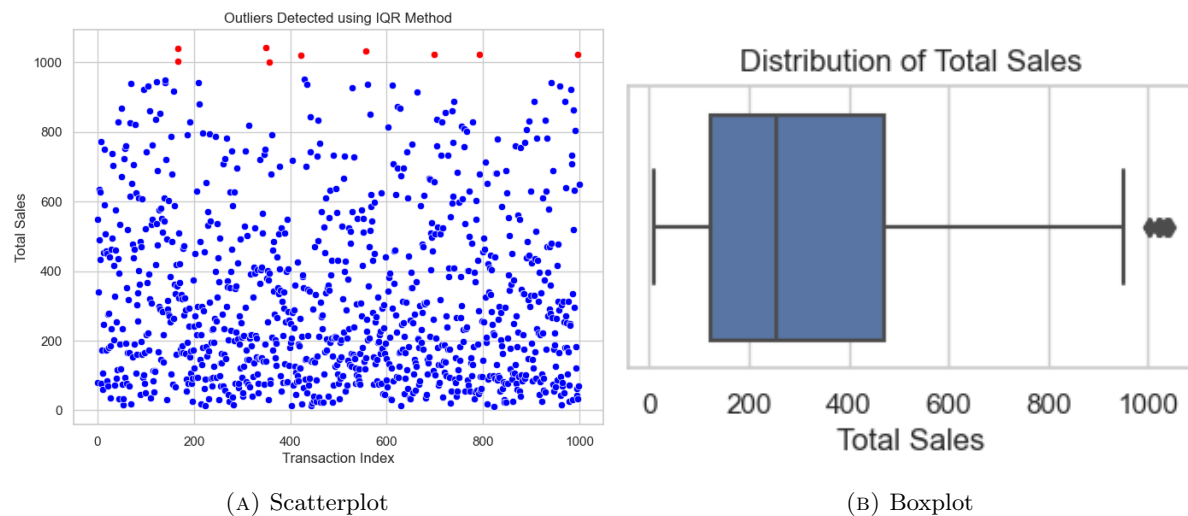 Outliers Detected using IQR Method
1000
800
600
400
200
0
Total Sales
0 200 400 600 800 1000
Transaction Index
(A) Scatterplot
Distribution of Total Sales
0 200 400 600 800 1000
Total Sales
(B) Boxplot